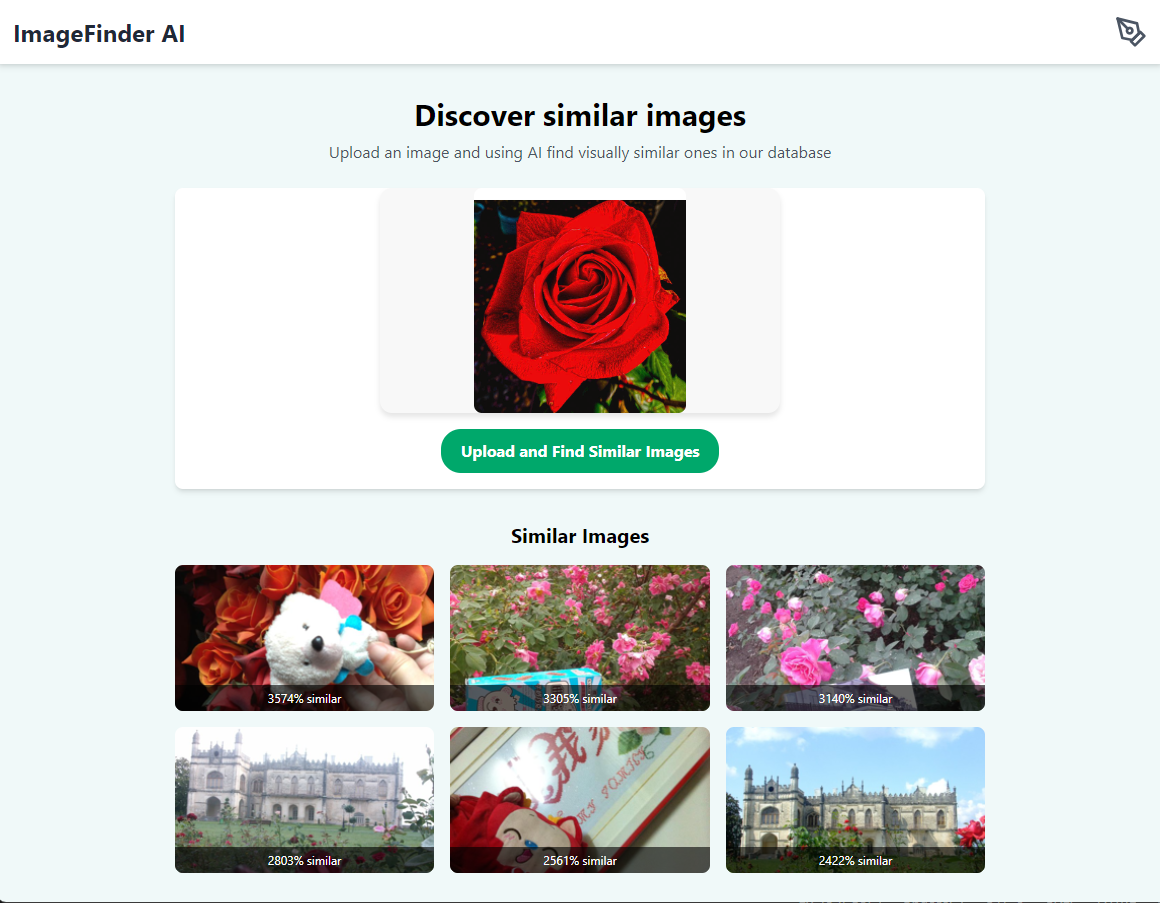 ImageFinder AI
Discover similar images
Upload an image and using AI find visually similar ones in our database
Upload and Find Similar Images
Similar Images
3574% similar
3305% similar
3140% similar
我
2803% similar
2561% similar
2422% similar